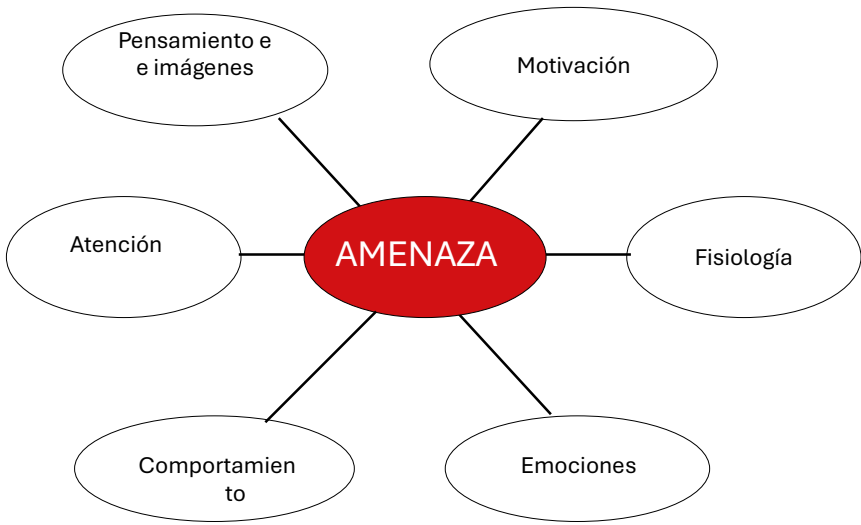 Pensamiento e
e imágenes
Motivación
Atención
AMENAZA
Fisiología
Comportamien
to
Emociones